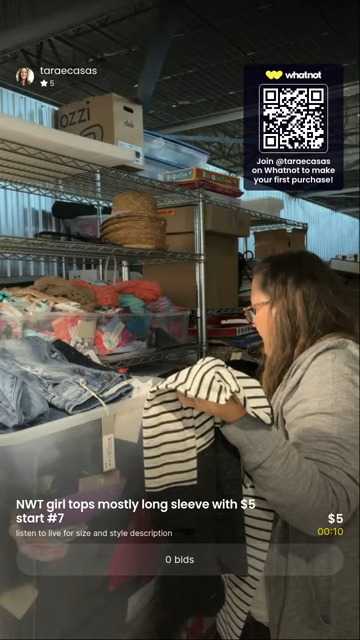 taraecasas
★ 5
whatnot
Join @taraecasas
on Whatnot to make
your first purchase!
ozzi
NWT girl tops mostly long sleeve with $5
start #7
$5
listen to live for size and style description
00:10
0 bids